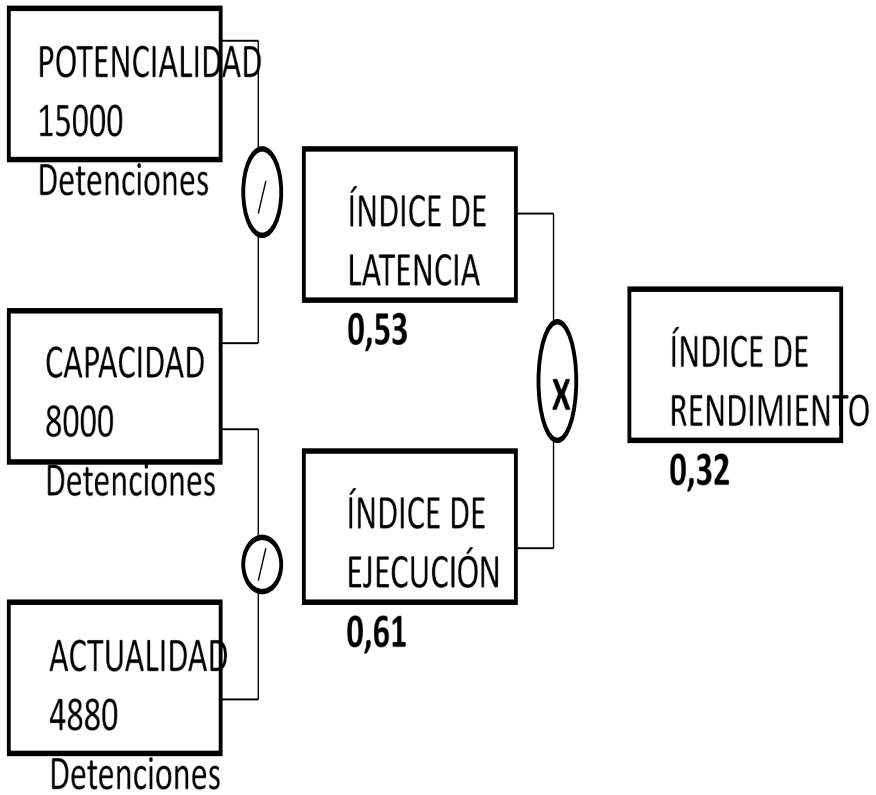 POTENCIALIDAD
15000
Detenciones
/
CAPACIDAD
8000
Detenciones
/
ACTUALIDAD
4880
Detenciones
ÍNDICE DE
LATENCIA
0,53
X
ÍNDICE DE
EJECUCIÓN
0,61
ÍNDICE DE
RENDIMIENTO
0,32